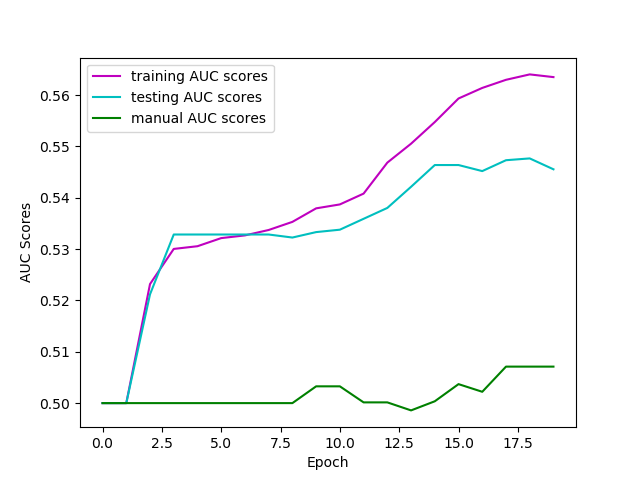 training AUC scores
testing AUC scores
manual AUC scores
AUC Scores
0.56
0.55
0.54
0.53
0.52
0.51
0.50
0.0 2.5 5.0 7.5 10.0 12.5 15.0 17.5
Epoch